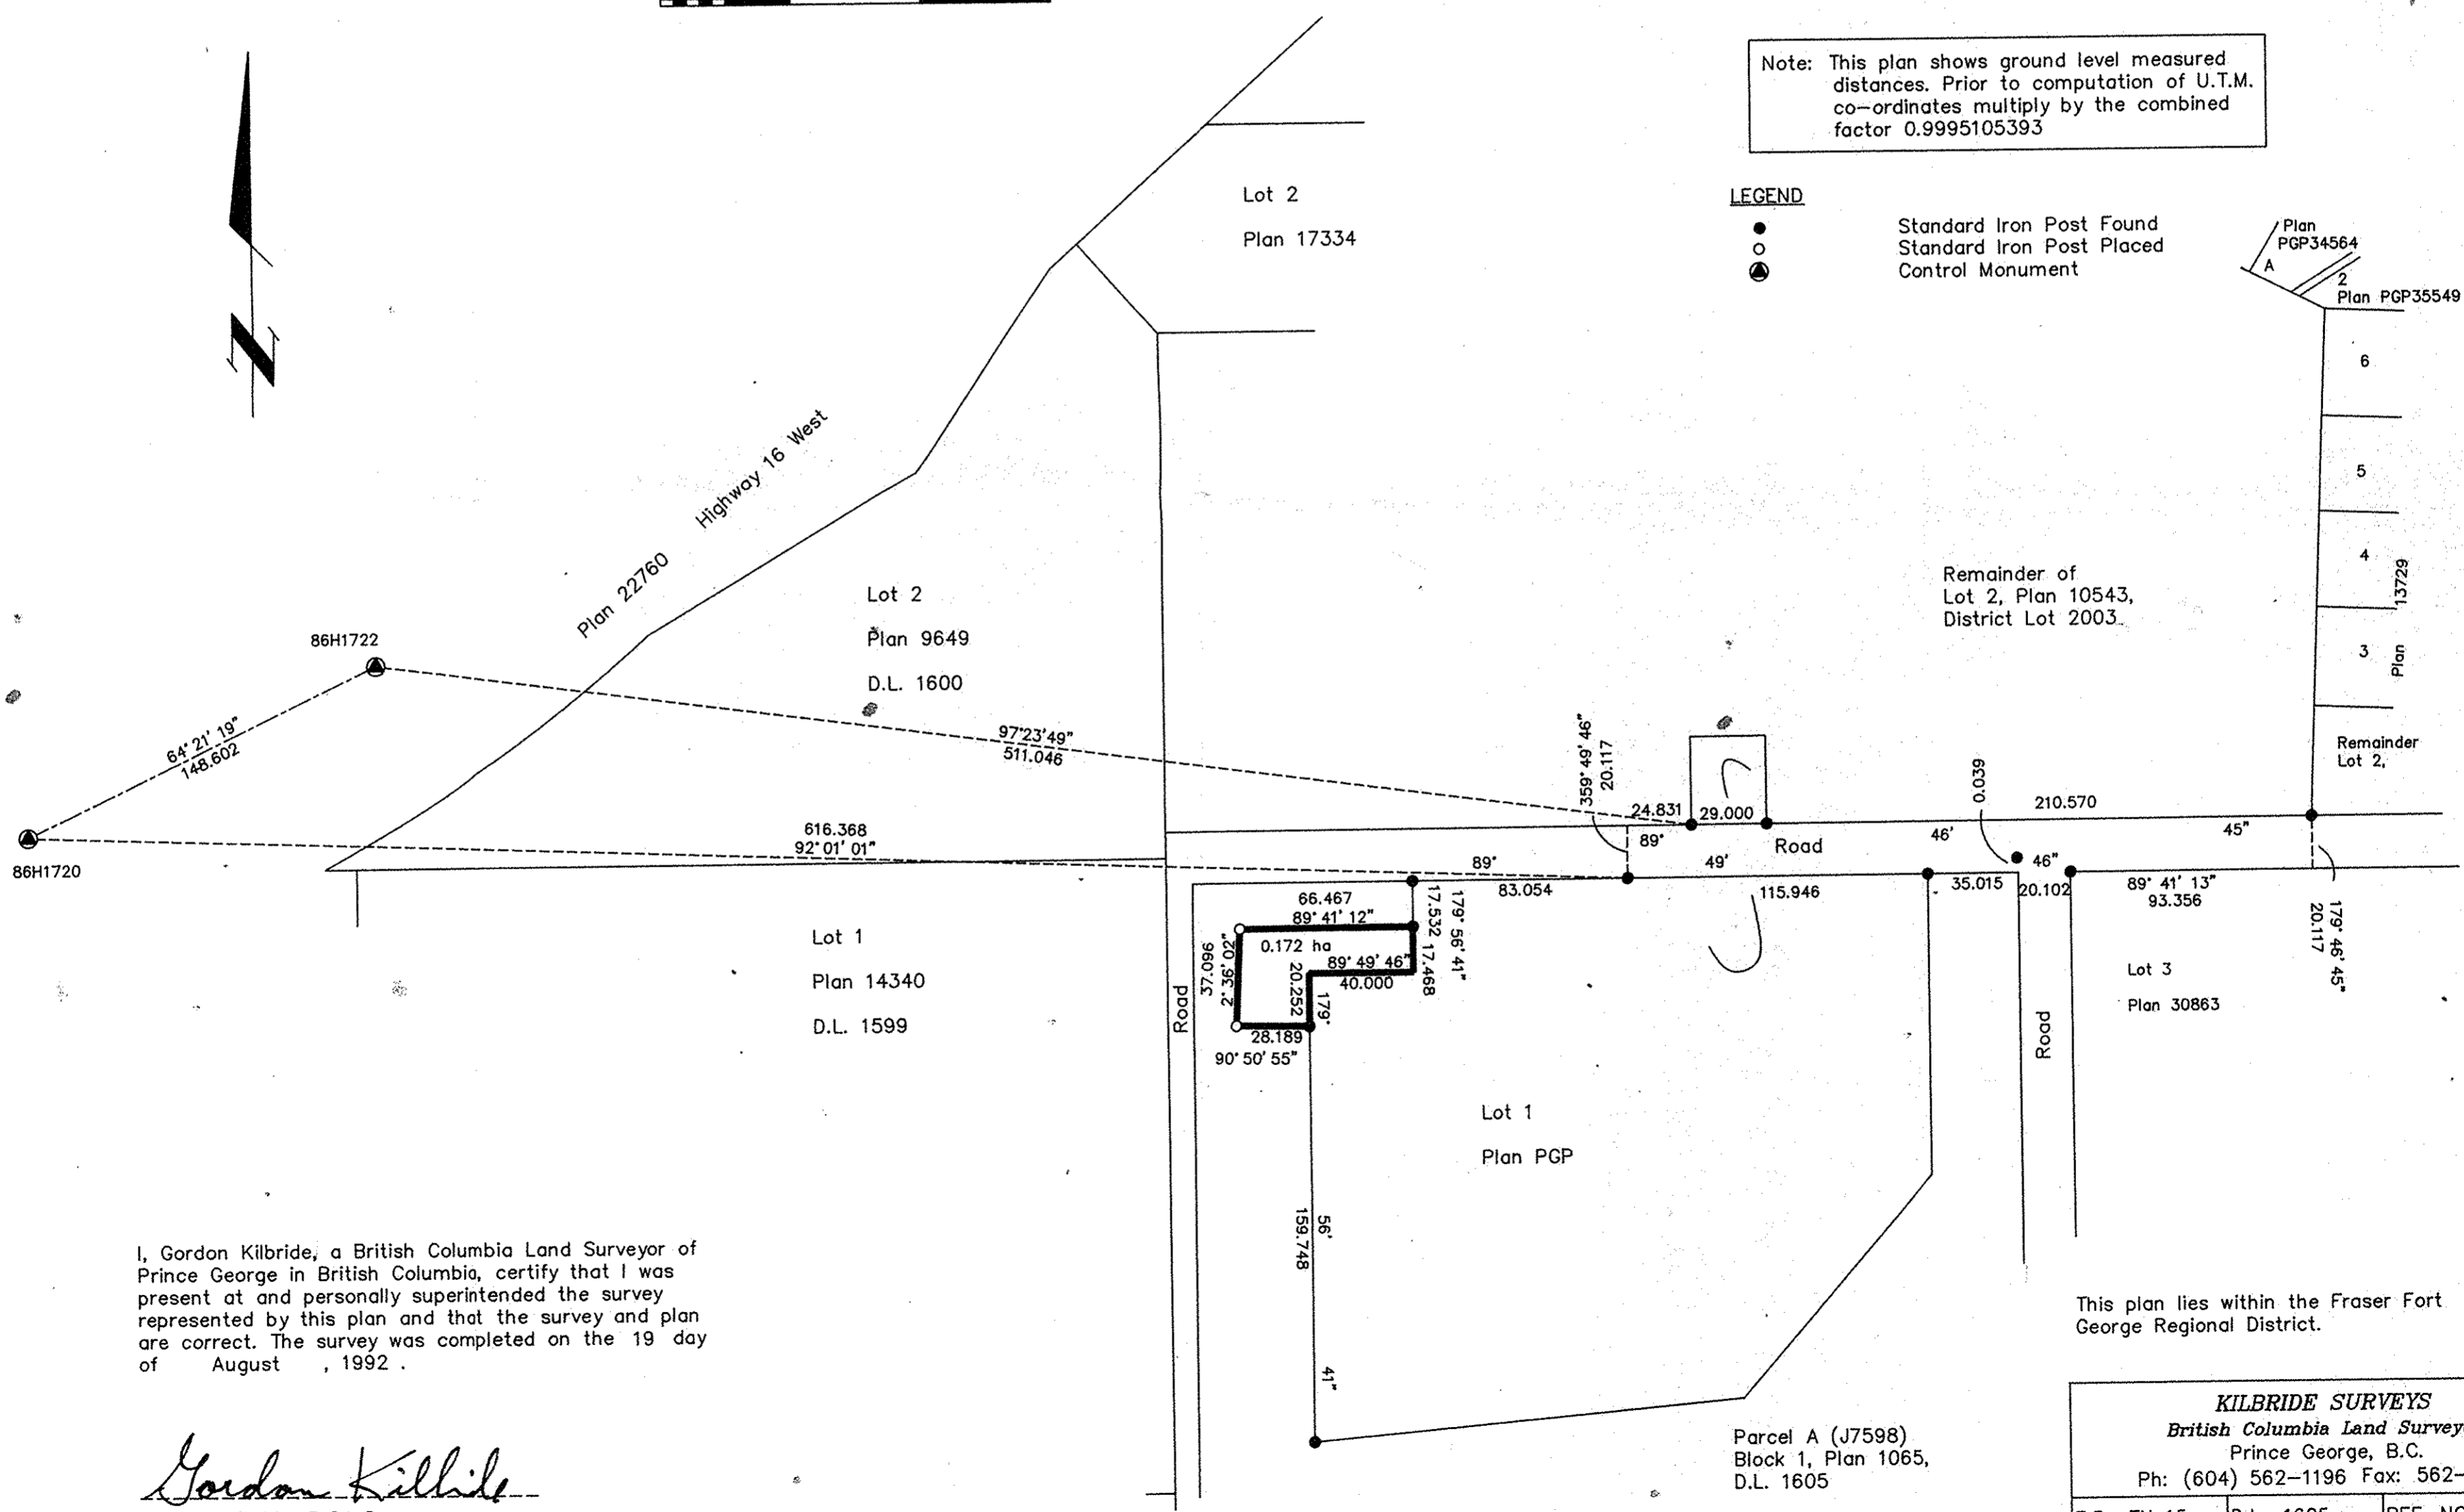 Note: This plan shows ground level measured
distances. Prior to computation of U.T.M.
co-ordinates multiply by the combined
factor 0.9995105393
LEGEND
Standard Iron Post Found
Standard Iron Post Placed
Control Monument
N
Lot 2
Plan 17334
Plan
PGP34564
A
2
Plan PGP35549
6
5
4
3
Plan 13729
Remainder
Lot 2,
Highway 16 West
Plan 22760
Lot 2
Plan 9649
D.L. 1600
Remainder of
Lot 2, Plan 10543,
District Lot 2003
86H1722
64° 21' 19"
148.602
86H1720
97°23'49"
511.046
616.368
92° 01' 01"
359° 49' 46"
20.117
24.831
29.000
0.039
210.570
89°
46'
45"
Road
89°
49'
46"
83.054
115.946
35.015
20.102
89° 41' 13"
93.356
179° 46' 45"
20.117
66.467
89° 41' 12"
17.532
179° 56' 41"
17.468
0.172 ha
37.096
2° 36' 02"
89° 49' 46"
40.000
20.252
179°
28.189
90° 50' 55"
56'
159.748
41"
Lot 1
Plan 14340
D.L. 1599
Road
Road
Lot 3
Plan 30863
Lot 1
Plan PGP
I, Gordon Kilbride, a British Columbia Land Surveyor of
Prince George in British Columbia, certify that I was
present at and personally superintended the survey
represented by this plan and that the survey and plan
are correct. The survey was completed on the 19 day
of August , 1992 .
Gordon Kilbride
Parcel A (J7598)
Block 1, Plan 1065,
D.L. 1605
This plan lies within the Fraser Fort
George Regional District.
KILBRIDE SURVEYS
British Columbia Land Survey
Prince George, B.C.
Ph: (604) 562-1196 Fax: 562-